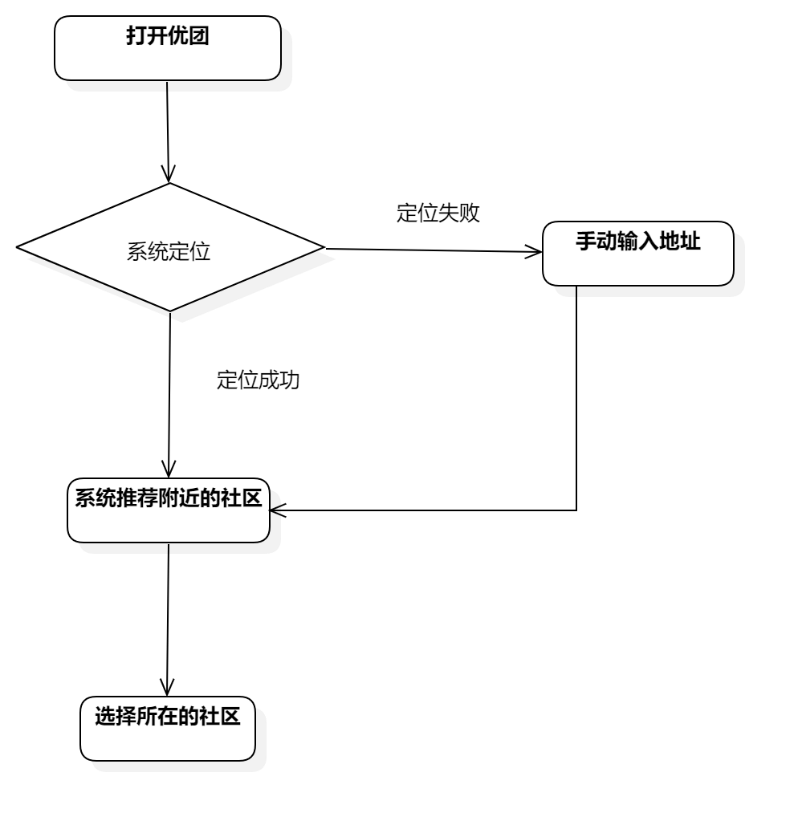 打开优团
定位失败
手动输入地址
系统定位
定位成功
系统推荐附近的社区
选择所在的社区